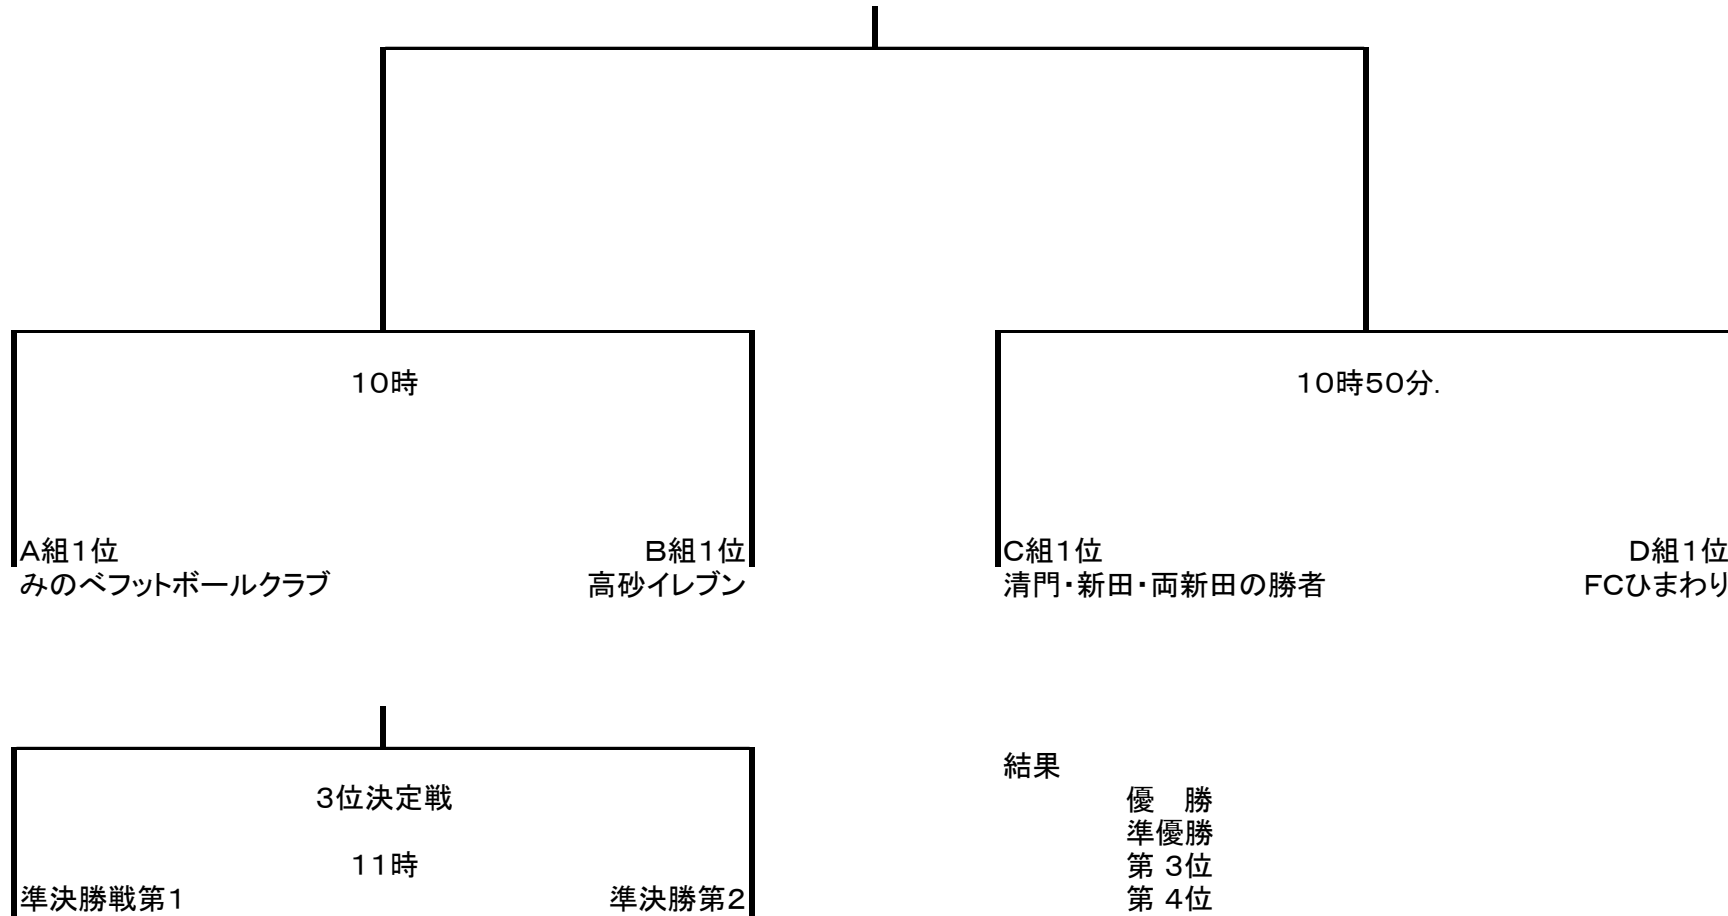 10時
10時50分.
A組1位
B組1位
C組1位
D組1位
みのべフットボールクラブ
高砂イレブン
清門・新田・両新田の勝者
FCひまわり
3位決定戦
11時
準決勝戦第1
準決勝第2
結果
優　勝
準優勝
第 3位
第 4位